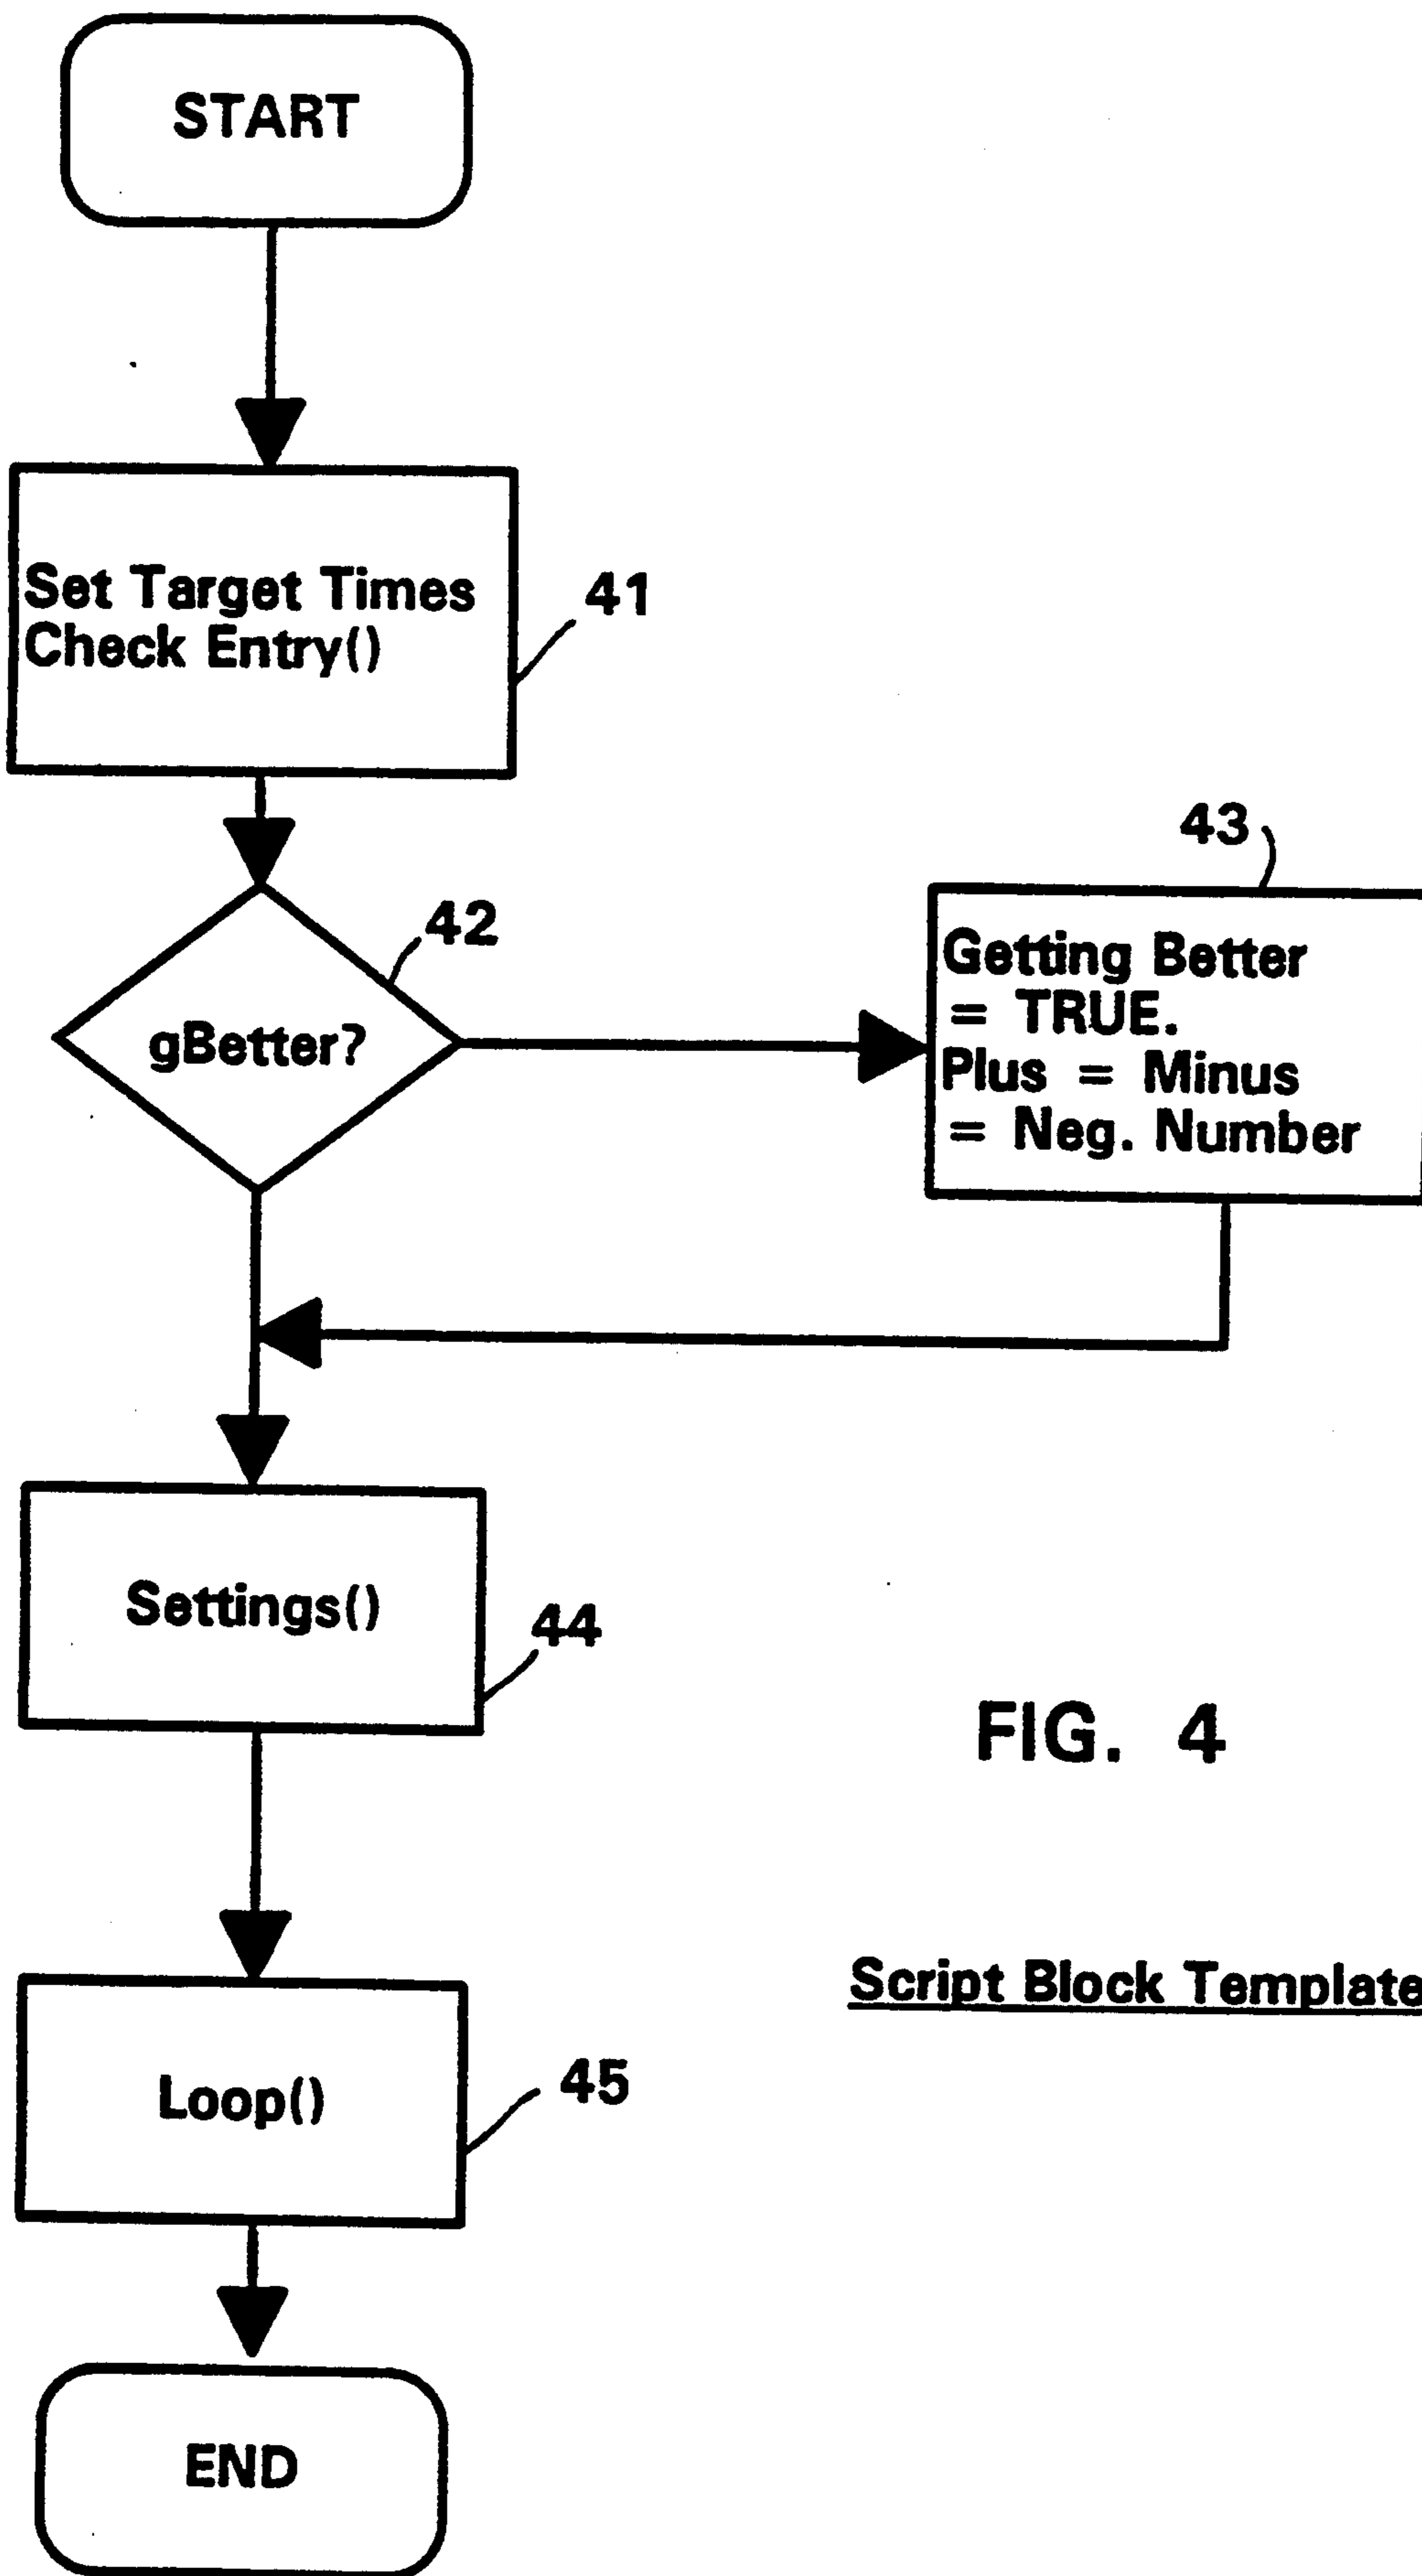 START
Set Target Times
Check Entry()
41
42
gBetter?
43
Getting Better
= TRUE.
Plus = Minus
= Neg. Number
Settings()
44
FIG. 4
Script Block Template
Loop()
45
END